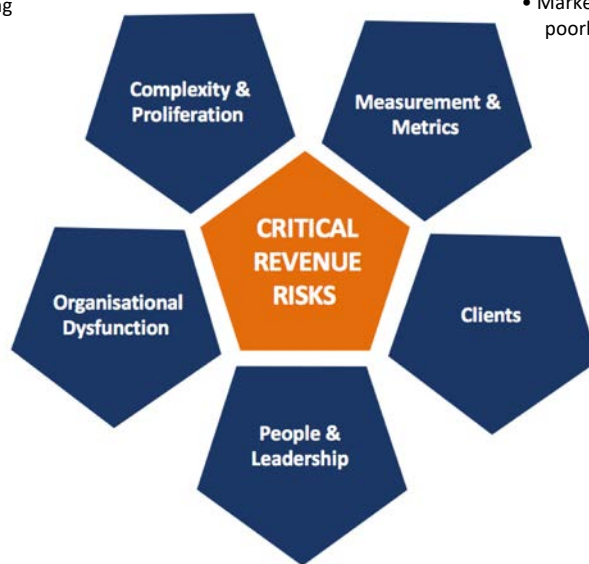 Complexity &
Proliferation
Measurement &
Metrics
CRITICAL
REVENUE
RISKS
Organisational
Dysfunction
Clients
People &
Leadership